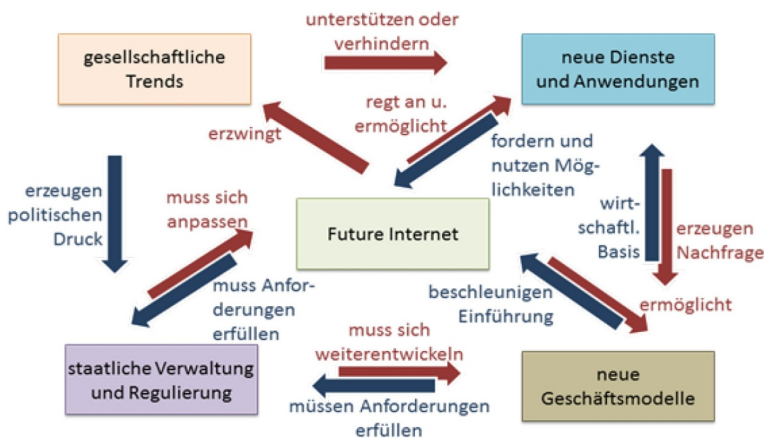 unterstützen oder
verhindern
gesellschaftliche
Trends
neue Dienste
und Anwendungen
regt an u.
ermöglicht
erzwingt
fordern und
nutzen Mög-
lichkeiten
erzeugen
politischen
Druck
muss sich
anpassen
Future Internet
wirt-
schaftl.
Basis
erzeugen
Nachfrage
muss Anfor-
derungen
erfüllen
beschleunigen
Einführung
ermöglicht
muss sich
weiterentwickeln
staatliche Verwaltung
und Regulierung
neue
Geschäftsmodelle
müssen Anforderungen
erfüllen